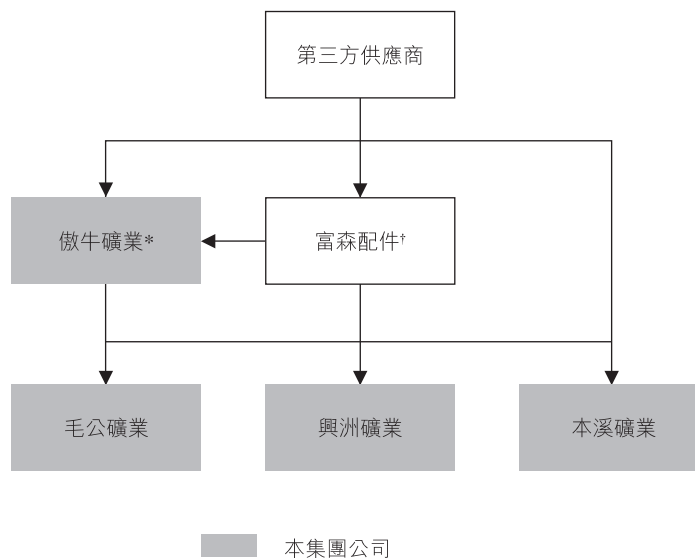 第三方供應商
傲牛礦業*
富森配件†
毛公礦業
興洲礦業
本溪礦業
本集團公司